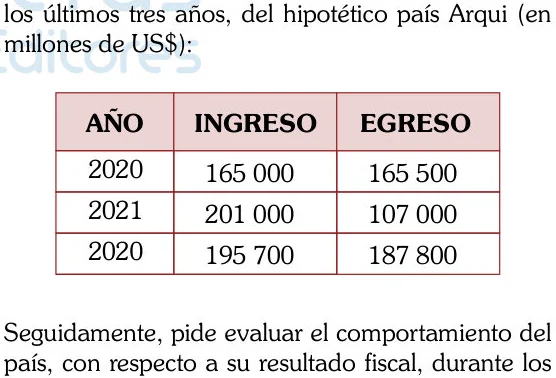 los últimos tres años, del hipotético país Arqui (en
millones de US$):
ditores
AÑO INGRESO EGRESO
2020 165 000 165 500
2021 201 000 107 000
2020 195 700 187 800
Seguidamente, pide evaluar el comportamiento del
país, con respecto a su resultado fiscal, durante los